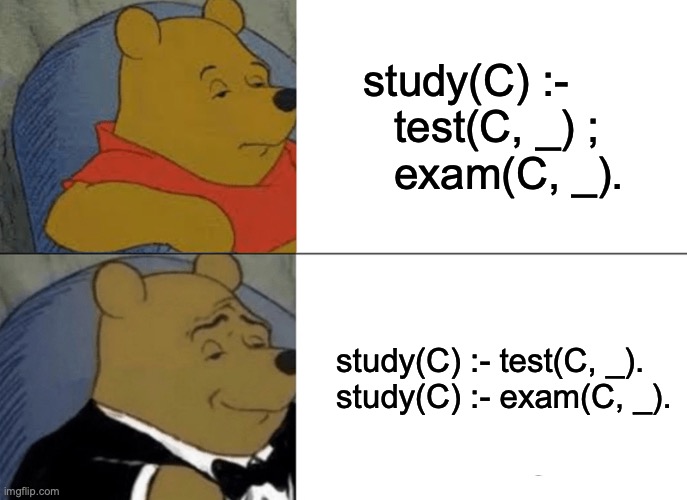 study(C) :-
test(C, _) ;
exam(C, _).
study(C) :- test(C, _).
study(C) :- exam(C, _).
imgflip.com